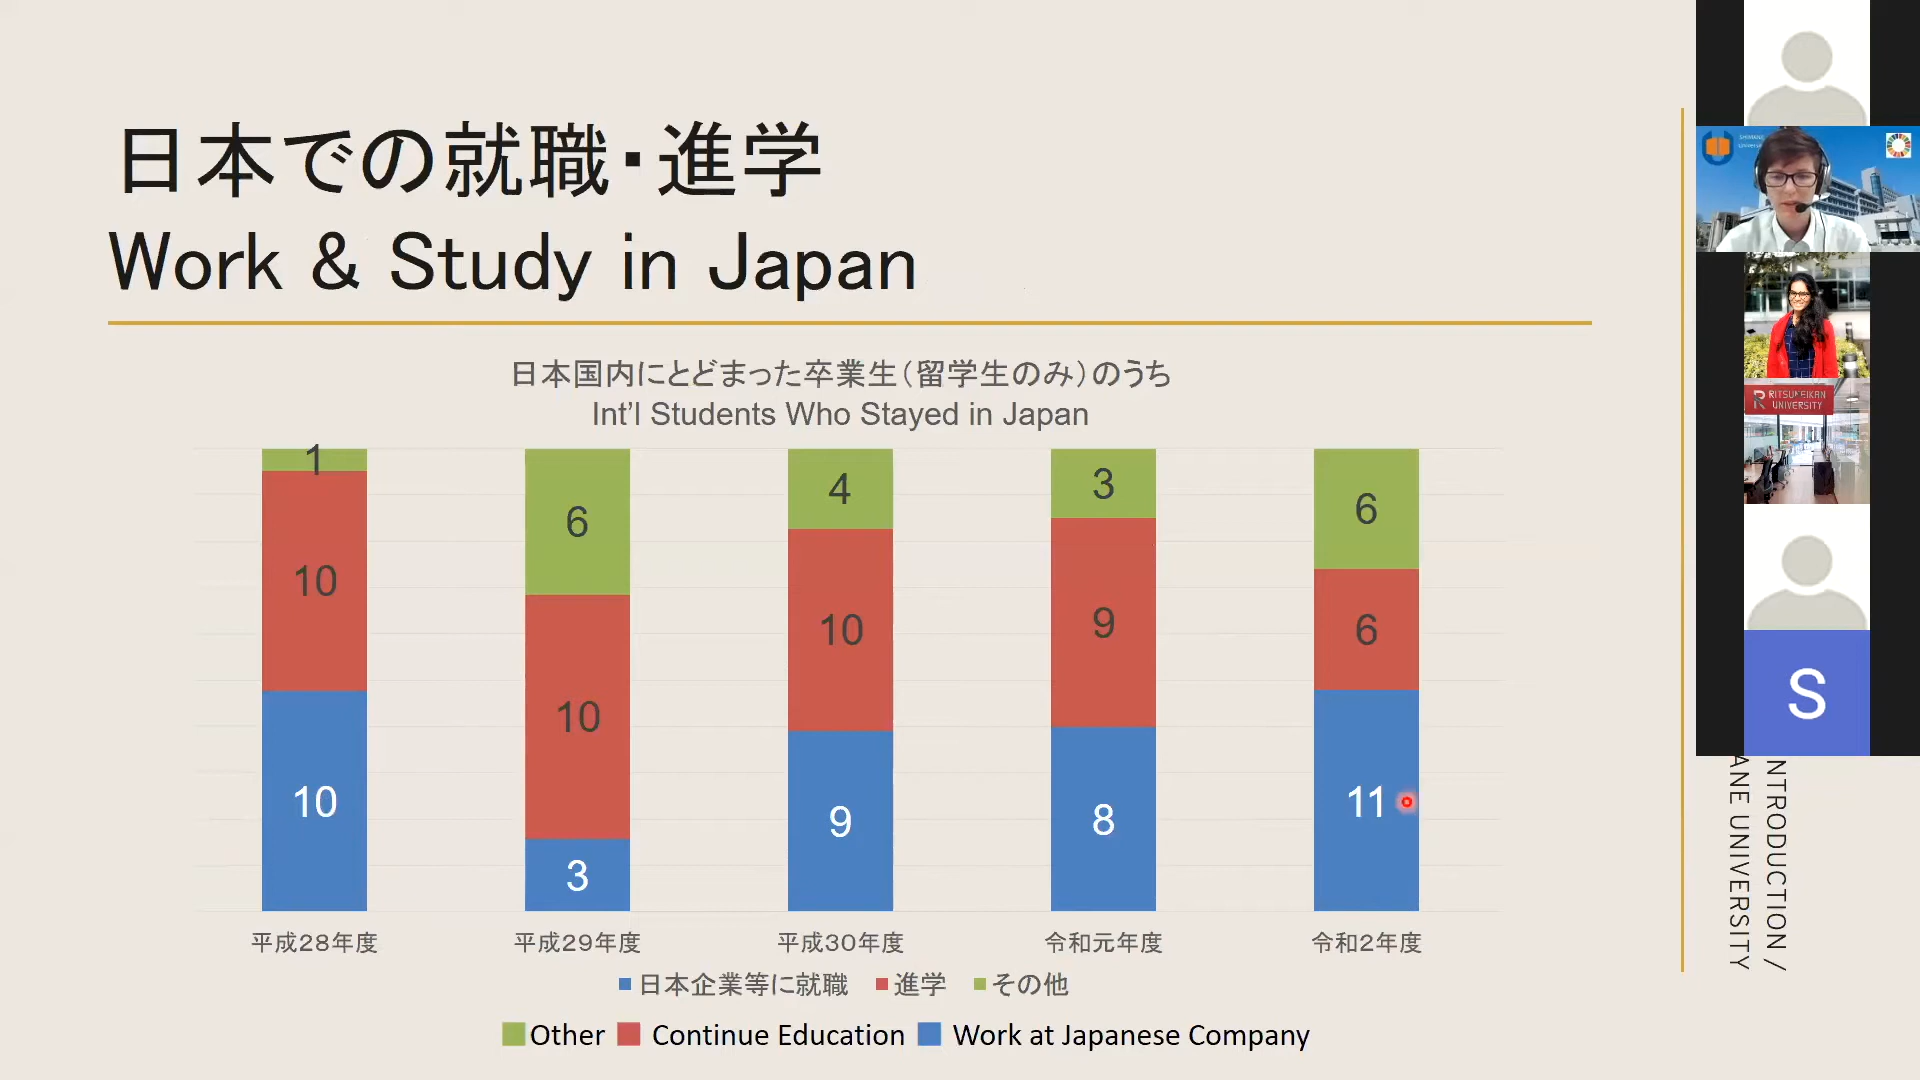 日本での就職・進学
Work & Study in Japan
日本国内にとどまった卒業生（留学生のみ）のうち
Int'l Students Who Stayed in Japan
1
6
4
3
6
10
10
10
9
6
10
3
9
8
11
平成28年度
平成29年度
平成30年度
令和元年度
令和2年度
日本企業等に就職
進学
その他
Other
Continue Education
Work at Japanese Company
RITSUMEIKAN
UNIVERSITY
S
NTRODUCTION /
ANE UNIVERSITY